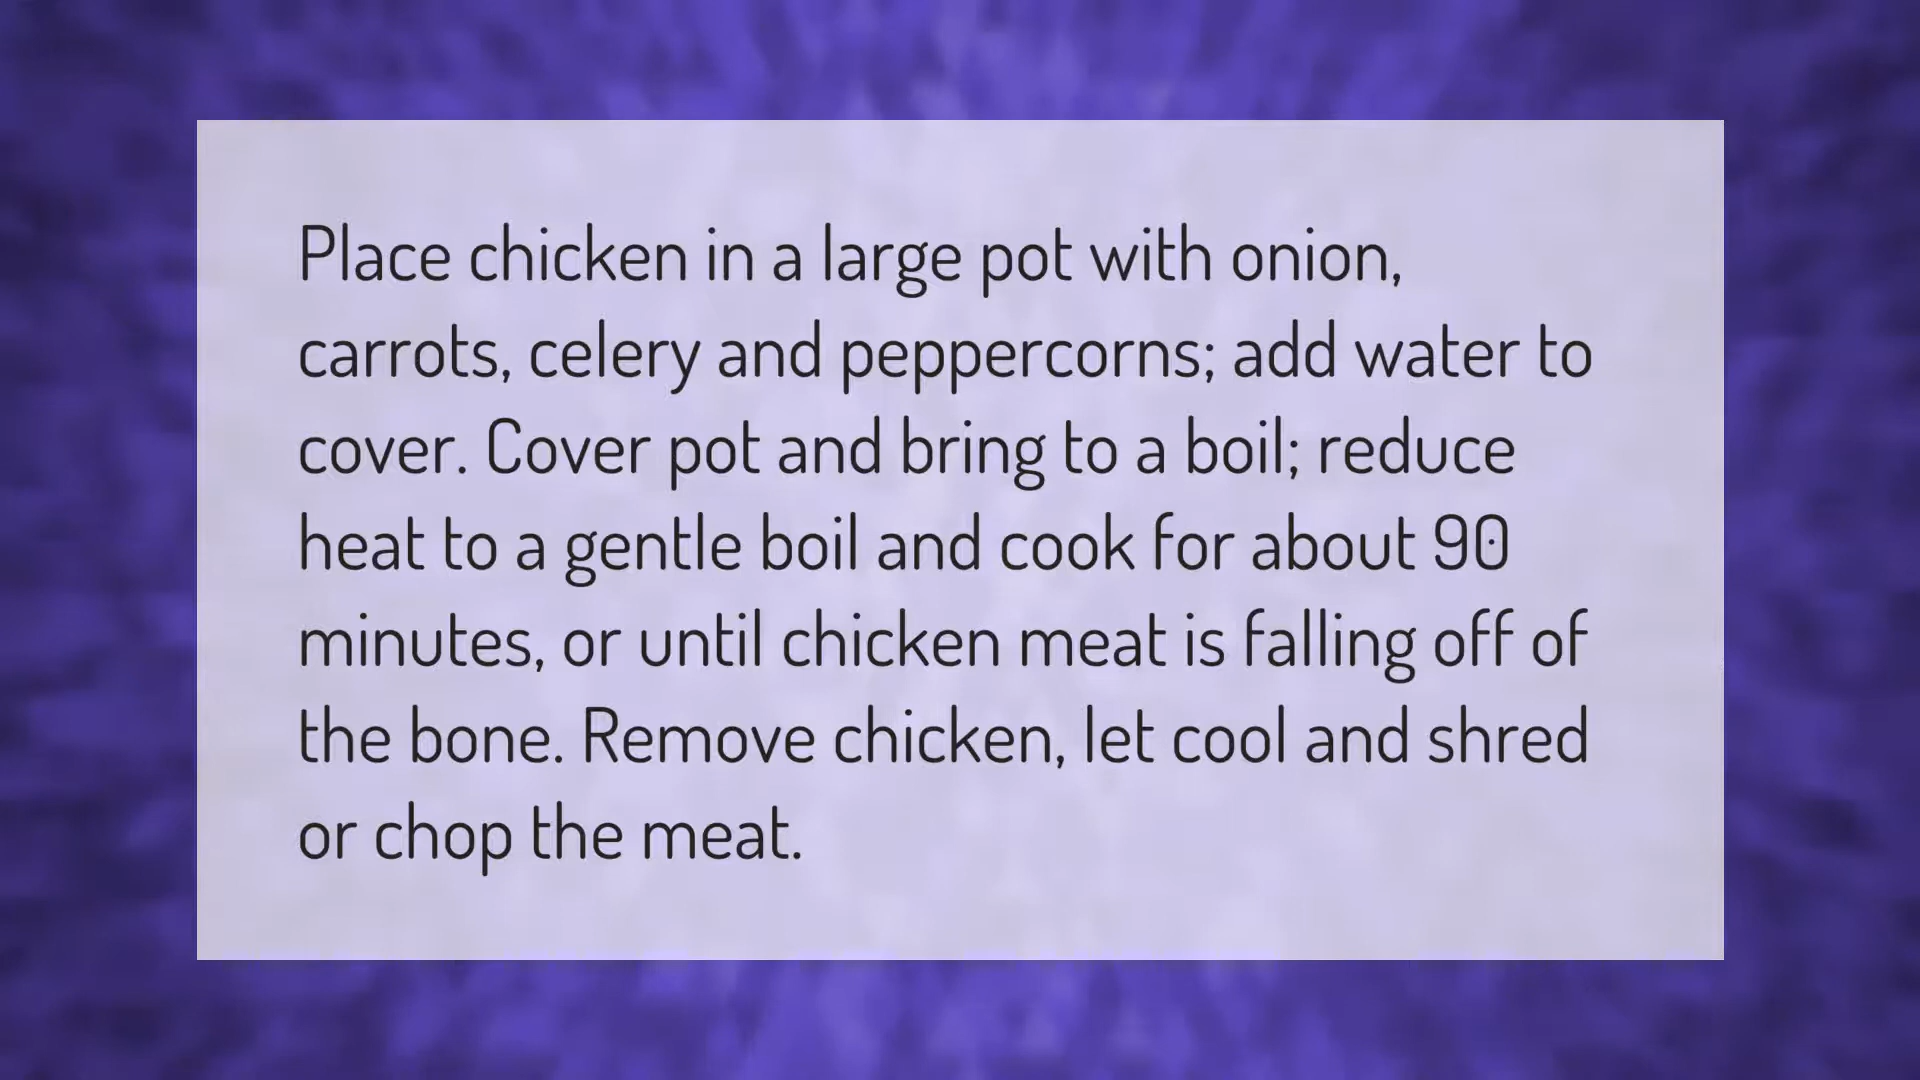 Place chicken in a large pot with onion,
carrots, celery and peppercorns; add water to
cover. Cover pot and bring to a boil; reduce
heat to a gentle boil and cook for about 90
minutes, or until chicken meat is falling off of
the bone. Remove chicken, let cool and shred
or chop the meat.